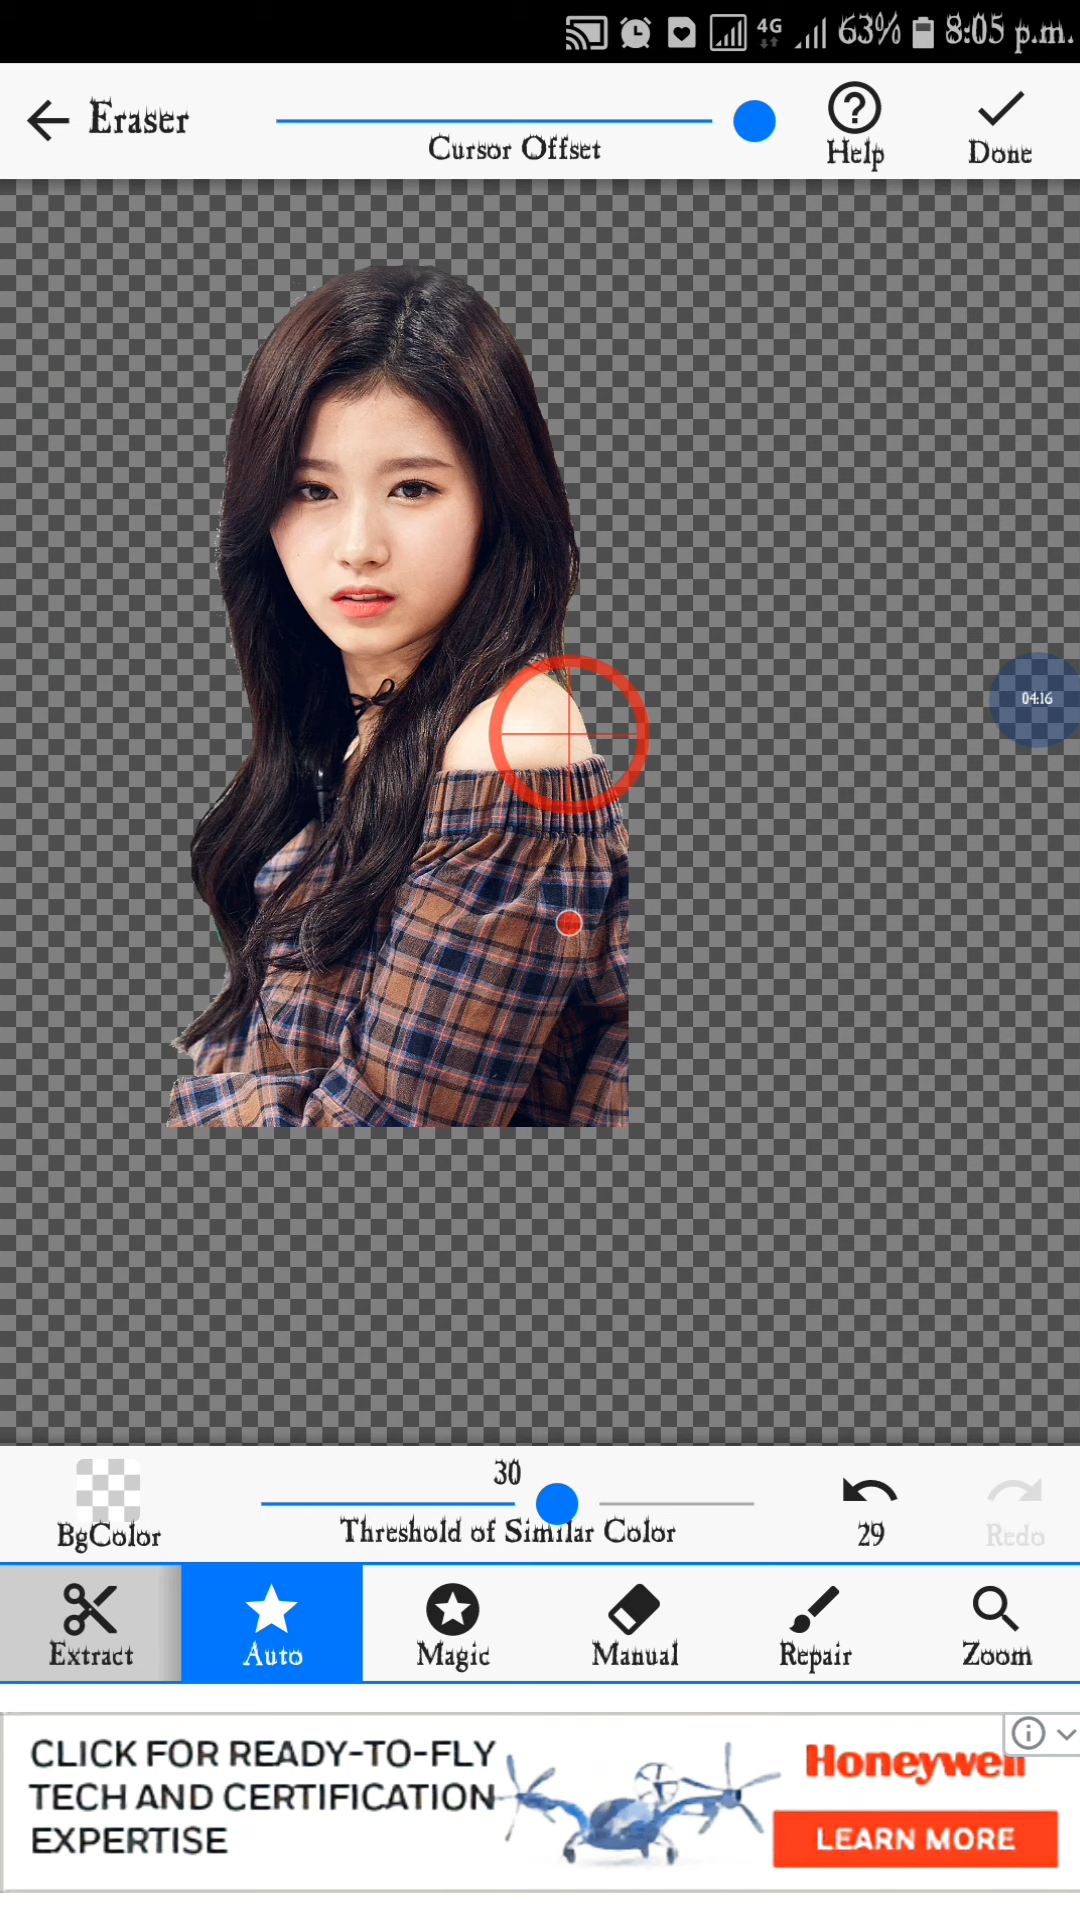 4G 63% 8:05 p.m.
Eraser
Cursor Offset
Help
Done
04:16
30
BgColor
Threshold of Similar Color
29
Redo
Extract
Auto
Magic
Manual
Repair
Zoom
CLICK FOR READY-TO-FLY
TECH AND CERTIFICATION
EXPERTISE
Honeywell
LEARN MORE